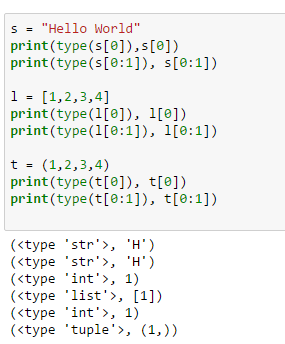 s = "Hello World"
print(type(s[0]),s[0])
print(type(s[0:1]), s[0:1])
l = [1,2,3,4]
print(type(l[0]), l[0])
print(type(l[0:1]), l[0:1])
t = (1,2,3,4)
print(type(t[0]), t[0])
print(type(t[0:1]), t[0:1])
(<type 'str'>, 'H')
(<type 'str'>, 'H')
(<type 'int'>, 1)
(<type 'list'>, [1])
(<type 'int'>, 1)
(<type 'tuple'>, (1,))